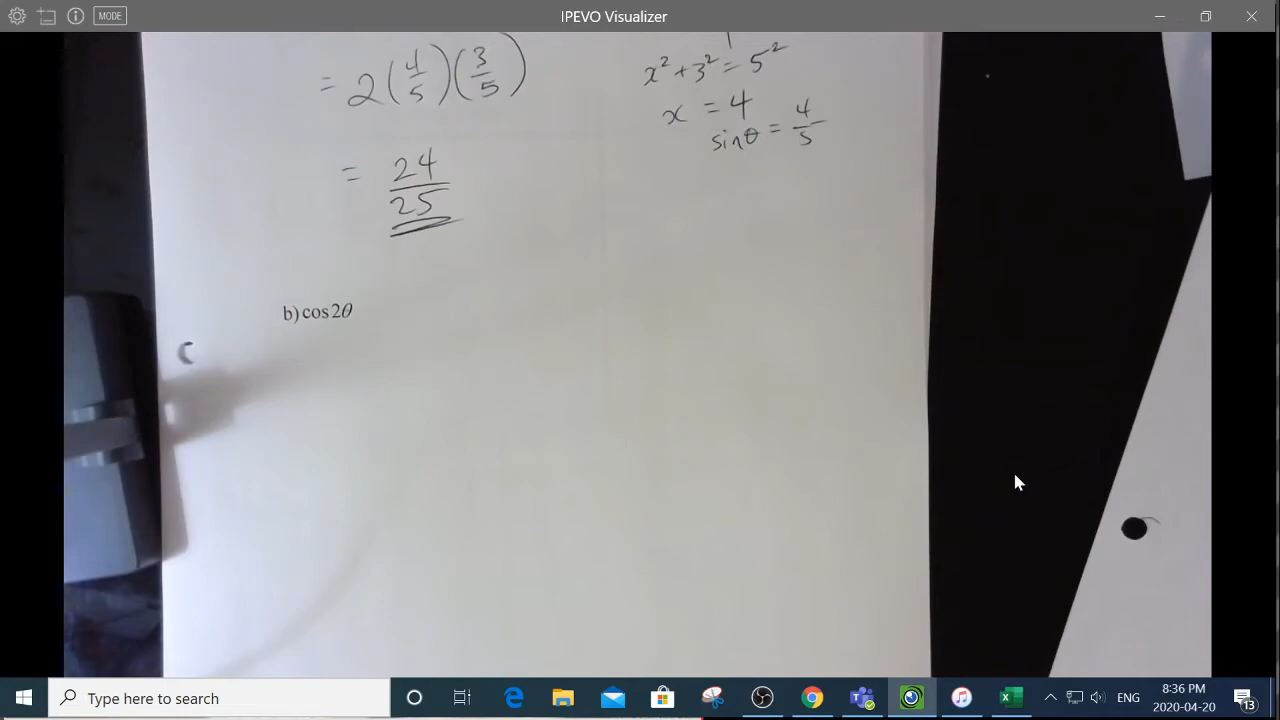 IPEVO Visualizer
MODE
= 2(4/5)(3/5)
x² + 3² = 5²
x = 4
sinθ = 4/5
= 24/25
b) cos2θ
Type here to search
ENG
8:36 PM
2020-04-20
13